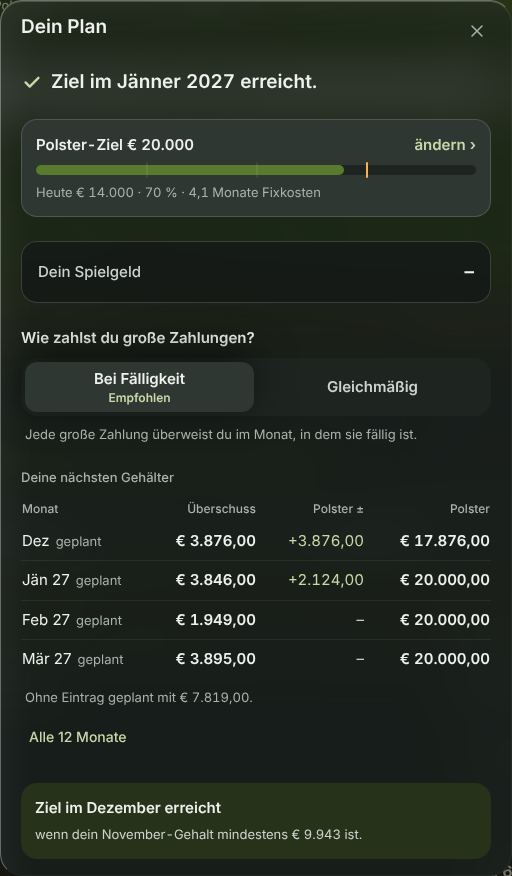 Dein Plan
Ziel im Jänner 2027 erreicht.
Polster-Ziel € 20.000 ändern ›
Heute € 14.000 · 70 % · 4,1 Monate Fixkosten
Dein Spielgeld –
Wie zahlst du große Zahlungen?
Bei Fälligkeit Gleichmäßig
Empfohlen
Jede große Zahlung überweist du im Monat, in dem sie fällig ist.
Deine nächsten Gehälter
Monat Überschuss Polster ± Polster
Dez geplant € 3.876,00 +3.876,00 € 17.876,00
Jän 27 geplant € 3.846,00 +2.124,00 € 20.000,00
Feb 27 geplant € 1.949,00 – € 20.000,00
Mär 27 geplant € 3.895,00 – € 20.000,00
Ohne Eintrag geplant mit € 7.819,00.
Alle 12 Monate
Ziel im Dezember erreicht
wenn dein November-Gehalt mindestens € 9.943 ist.